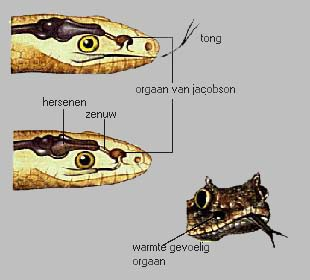 tong
orgaan van jacobson
hersenen
zenuw
warmte gevoelig
orgaan